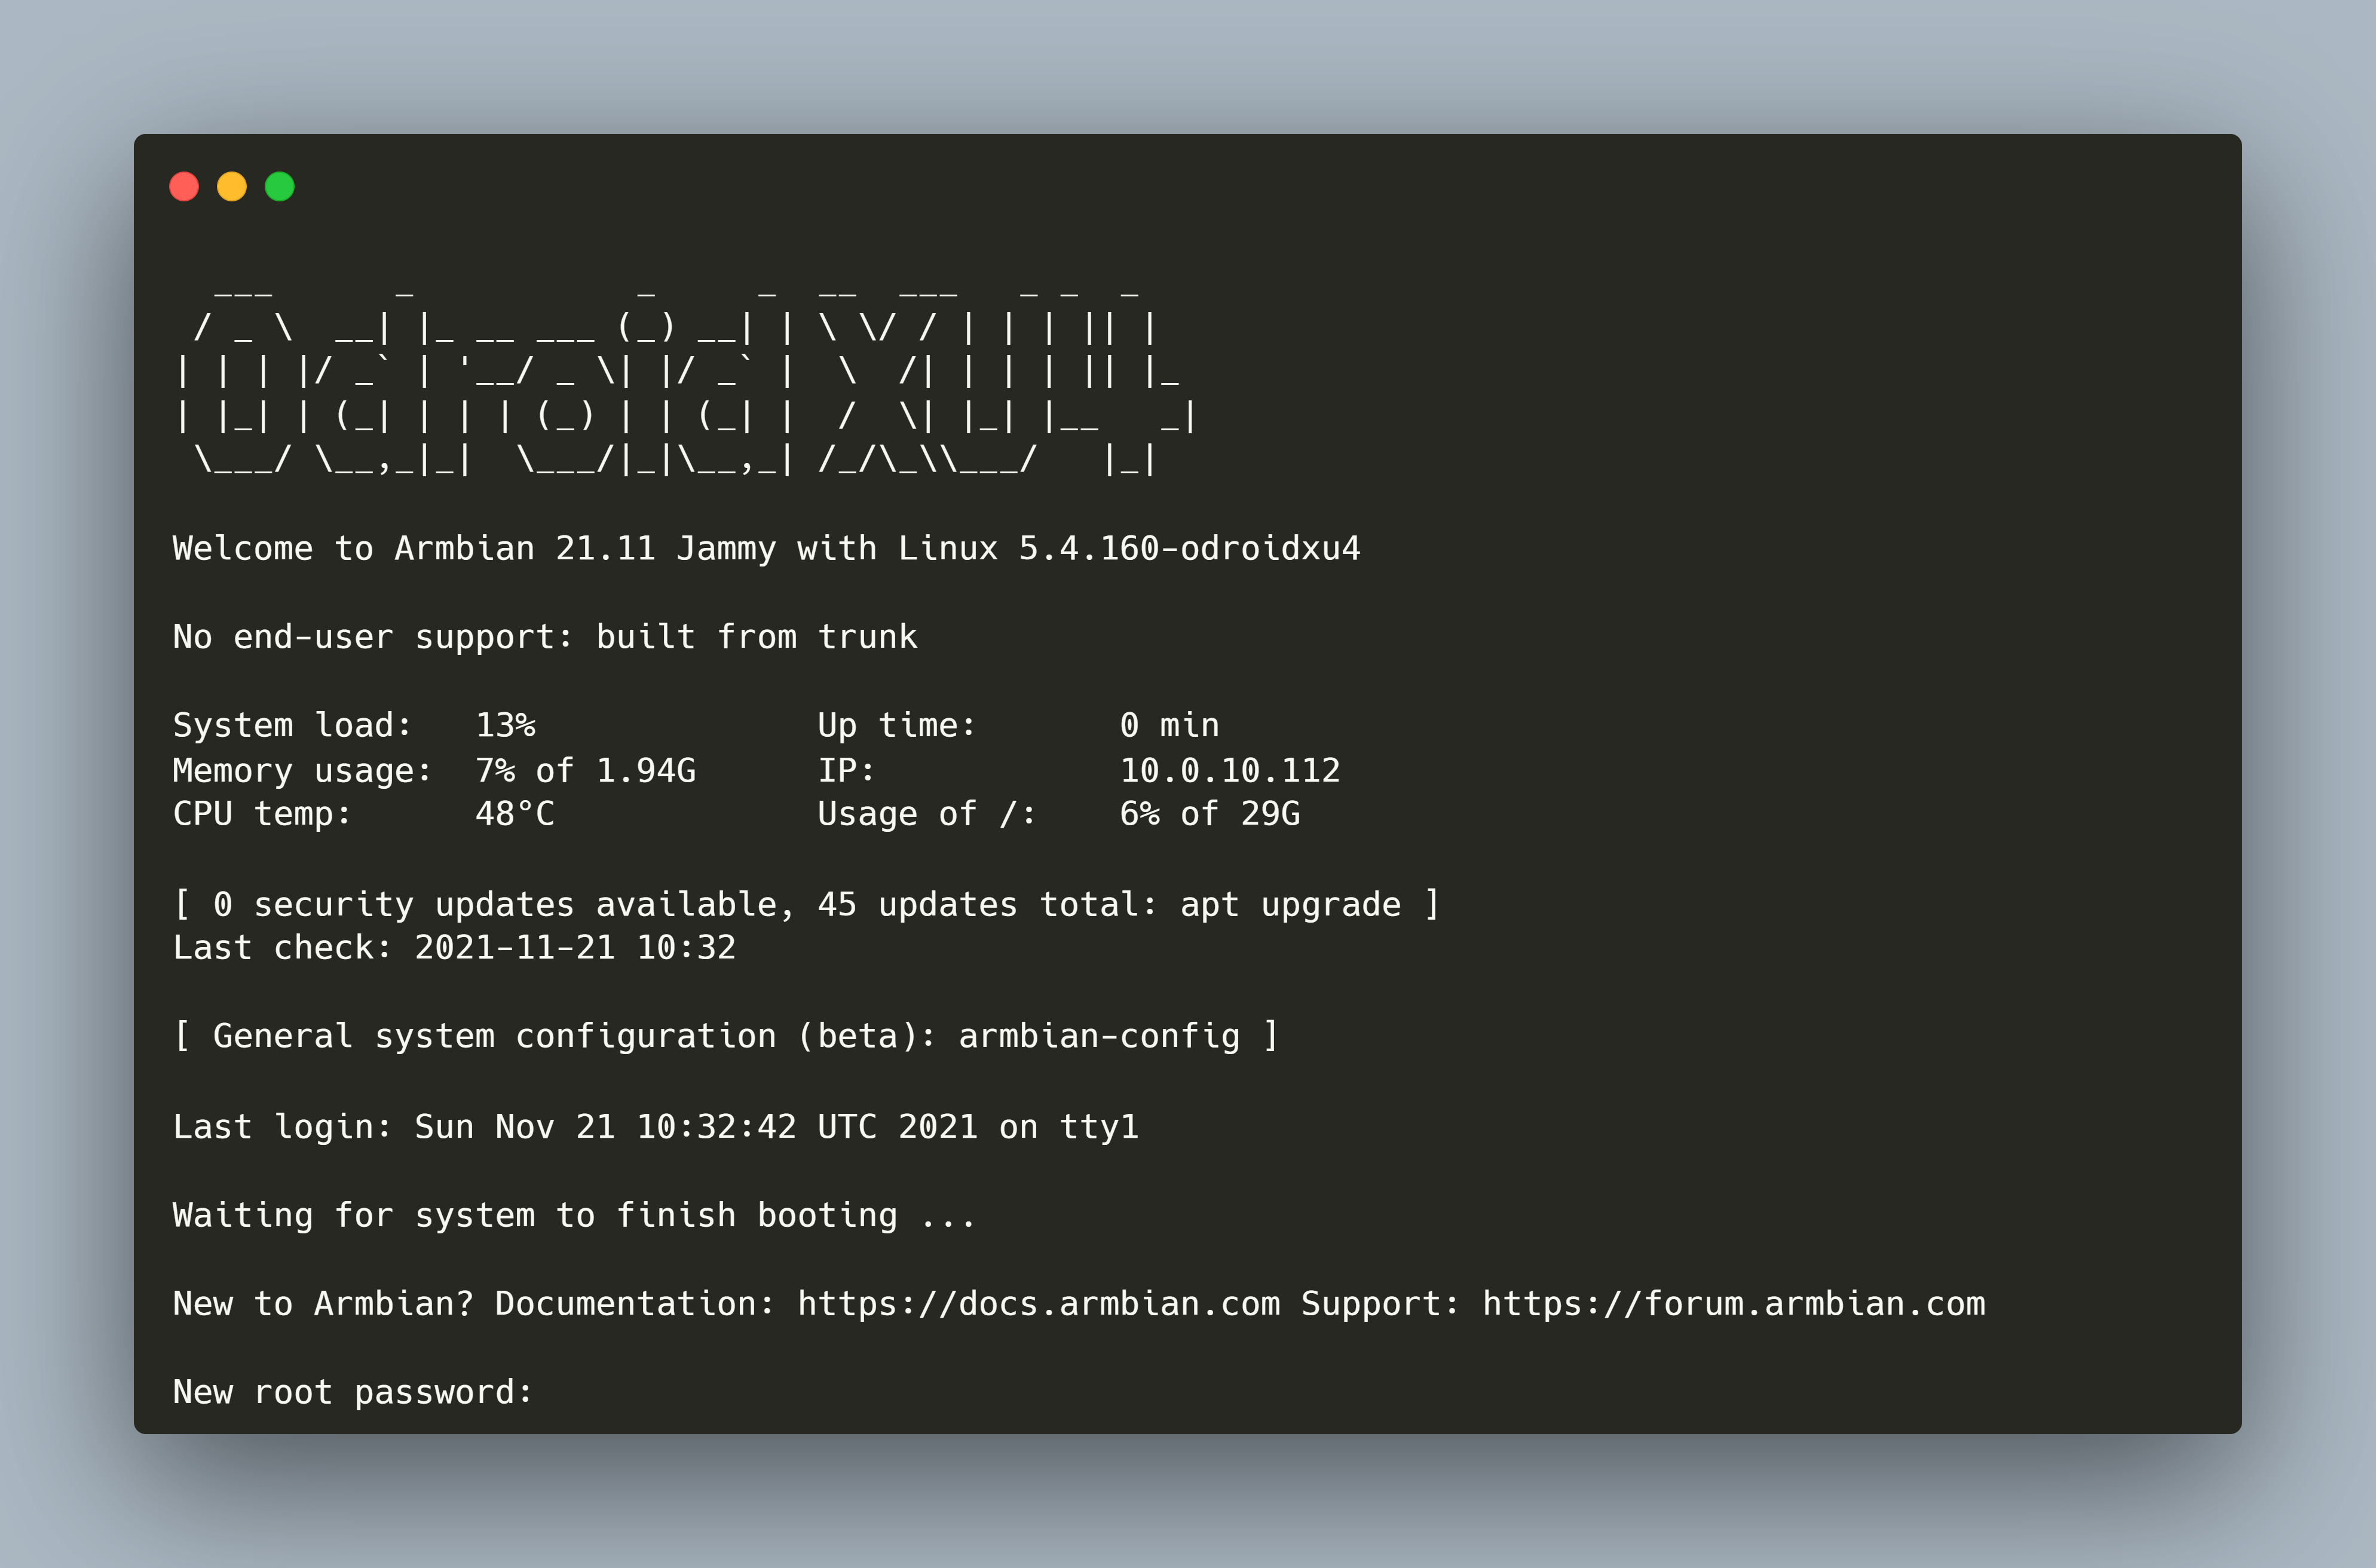 ___      _           _     _  __  ___   _ _  _
 / _ \  __| |_ __ ___ (_) __| | \ \/ / | | | || |
| | | |/ _` | '__/ _ \| |/ _` |  \  /| | | | || |_
| |_| | (_| | | | (_) | | (_| |  /  \| |_| |__   _|
 \___/ \__,_|_|  \___/|_|\__,_| /_/\_\\___/   |_|
Welcome to Armbian 21.11 Jammy with Linux 5.4.160-odroidxu4
No end-user support: built from trunk
System load:   13%              Up time:       0 min
Memory usage:  7% of 1.94G      IP:            10.0.10.112
CPU temp:      48°C             Usage of /:    6% of 29G
[ 0 security updates available, 45 updates total: apt upgrade ]
Last check: 2021-11-21 10:32
[ General system configuration (beta): armbian-config ]
Last login: Sun Nov 21 10:32:42 UTC 2021 on tty1
Waiting for system to finish booting ...
New to Armbian? Documentation: https://docs.armbian.com Support: https://forum.armbian.com
New root password: